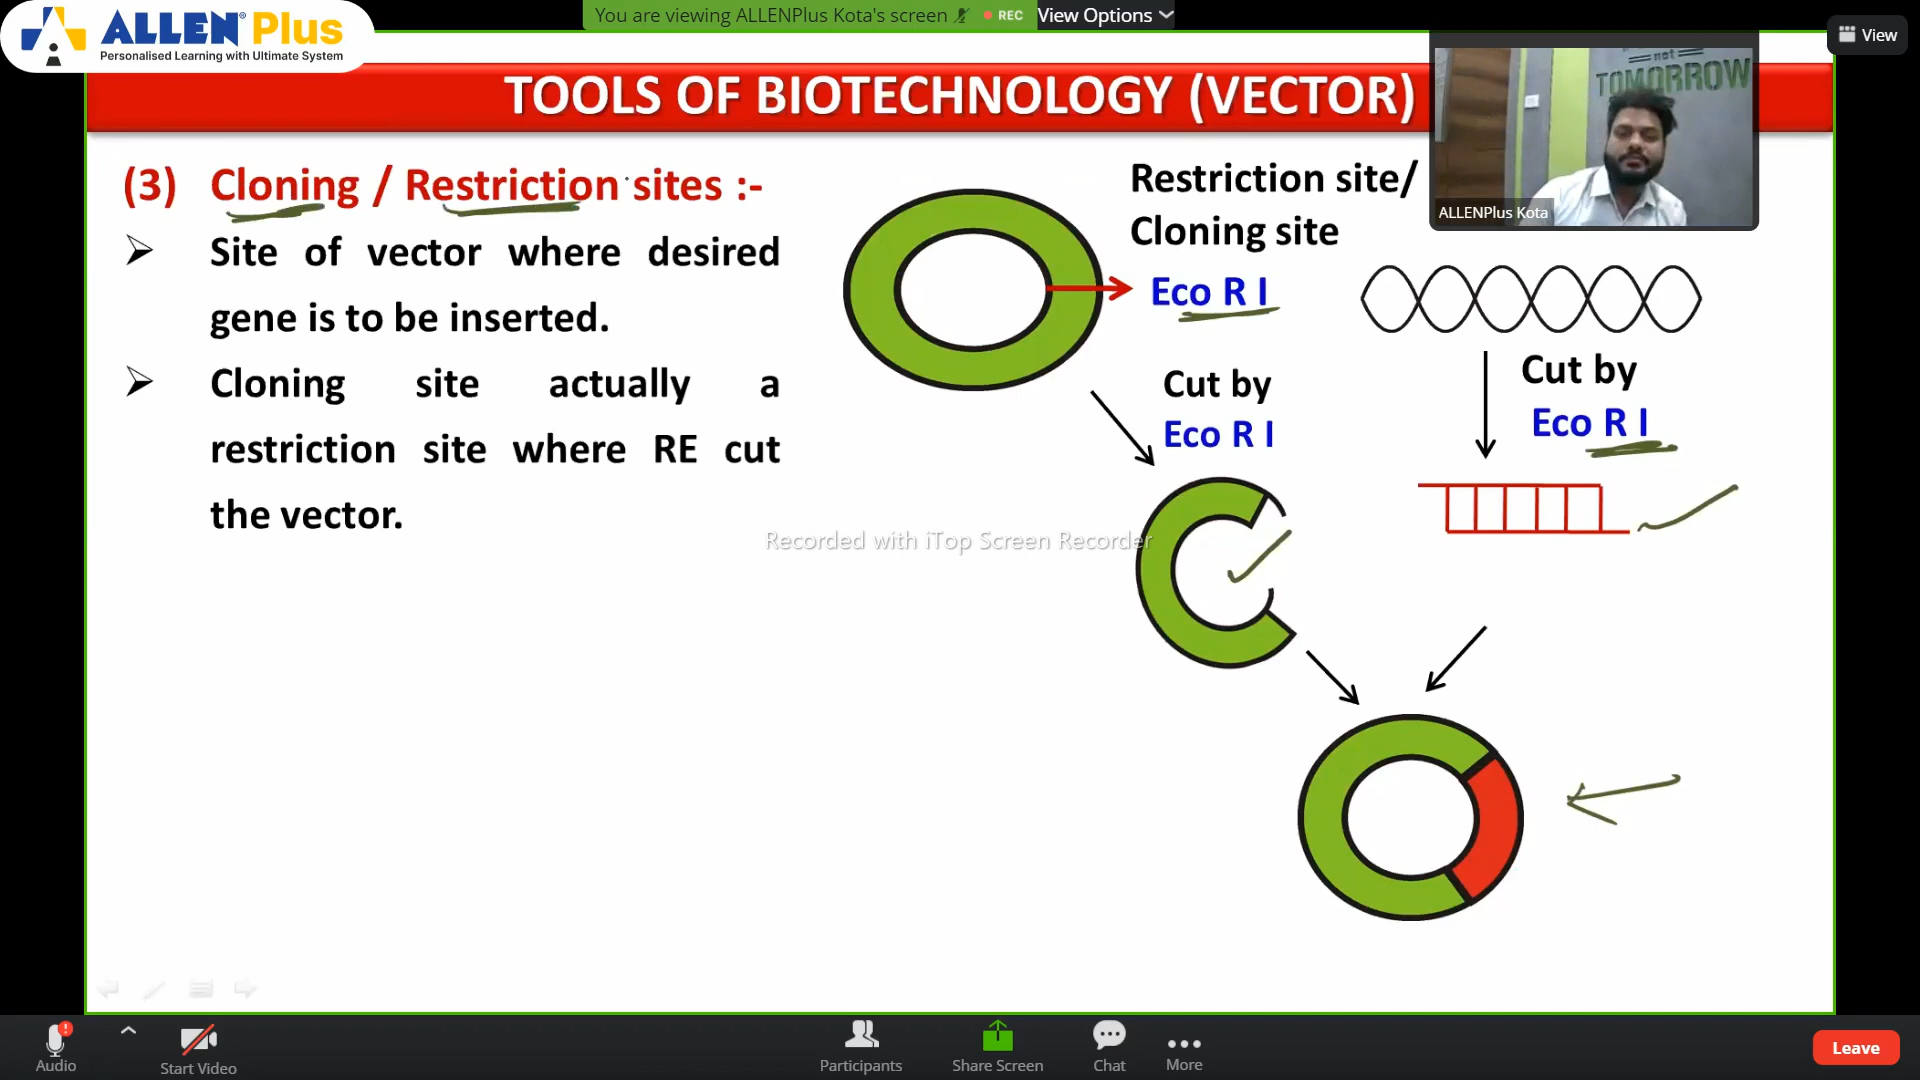 ALLEN Plus
Personalised Learning with Ultimate System
You are viewing ALLENPlus Kota's screen
REC
View Options
View
TOOLS OF BIOTECHNOLOGY (VECTOR)
not
TOMORROW
ALLENPlus Kota
(3) Cloning / Restriction sites :-
Site of vector where desired
gene is to be inserted.
Cloning site actually a
restriction site where RE cut
the vector.
Restriction site/
Cloning site
Eco R I
Cut by
Eco R I
Cut by
Eco R I
Recorded with iTop Screen Recorder
Audio
Start Video
Participants
Share Screen
Chat
More
Leave